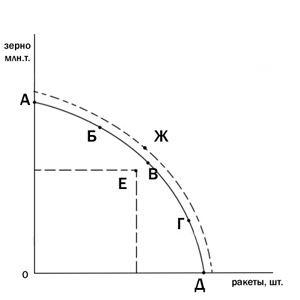 зерно
млн.т.
А
Б
Ж
В
Е
Г
0
Д
ракеты, шт.